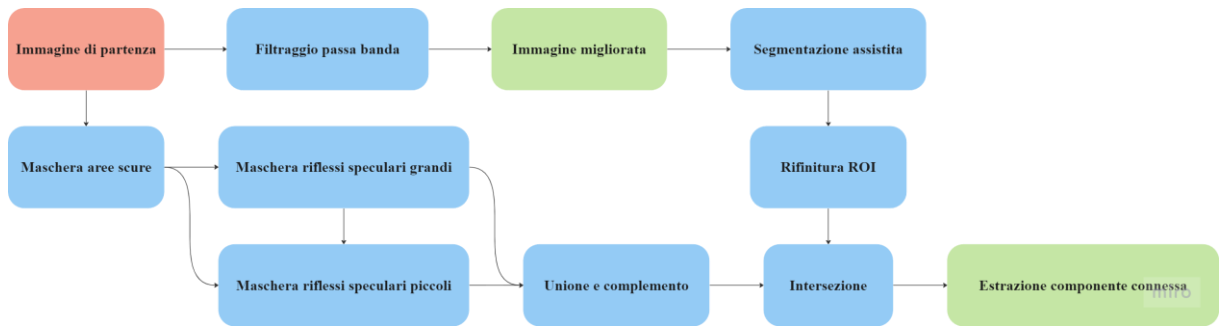 Immagine di partenza
Filtraggio passa banda
Immagine migliorata
Segmentazione assistita
Maschera aree scure
Maschera riflessi speculari grandi
Rifinitura ROI
Maschera riflessi speculari piccoli
Unione e complemento
Intersezione
Estrazione componente connessa
miro